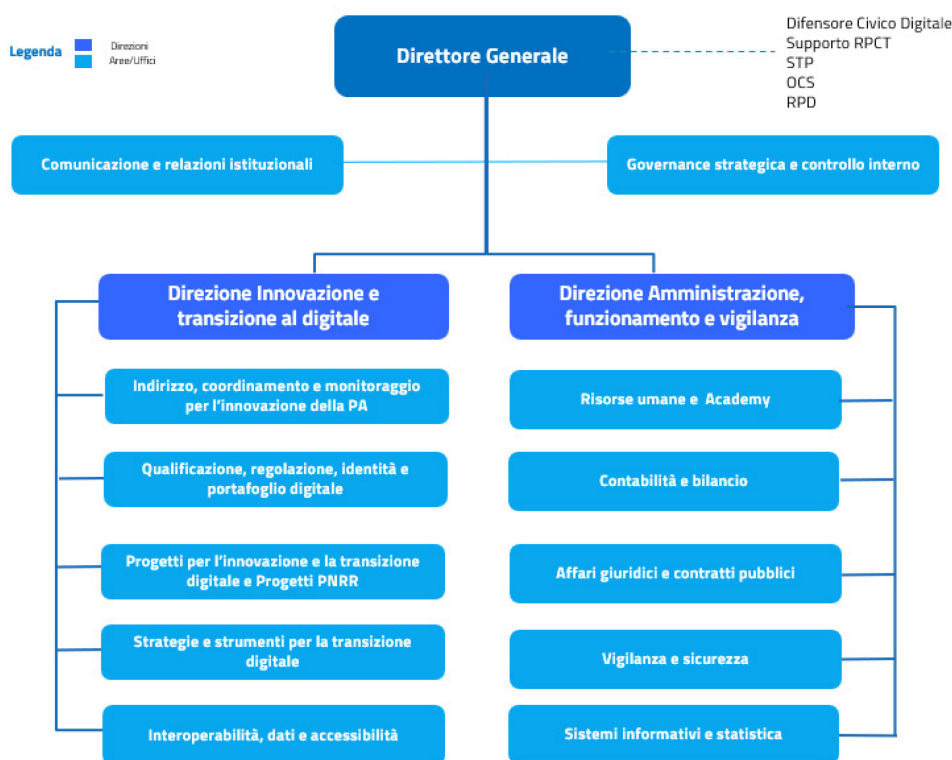 Legenda
Direzioni
Aree/Uffici
Direttore Generale
Difensore Civico Digitale
Supporto RPCT
STP
OCS
RPD
Comunicazione e relazioni istituzionali
Governance strategica e controllo interno
Direzione Innovazione e
transizione al digitale
Indirizzo, coordinamento e monitoraggio
per l'innovazione della PA
Qualificazione, regolazione, identità e
portafoglio digitale
Progetti per l'innovazione e la transizione
digitale e Progetti PNRR
Strategie e strumenti per la transizione
digitale
Interoperabilità, dati e accessibilità
Direzione Amministrazione,
funzionamento e vigilanza
Risorse umane e Academy
Contabilità e bilancio
Affari giuridici e contratti pubblici
Vigilanza e sicurezza
Sistemi informativi e statistica